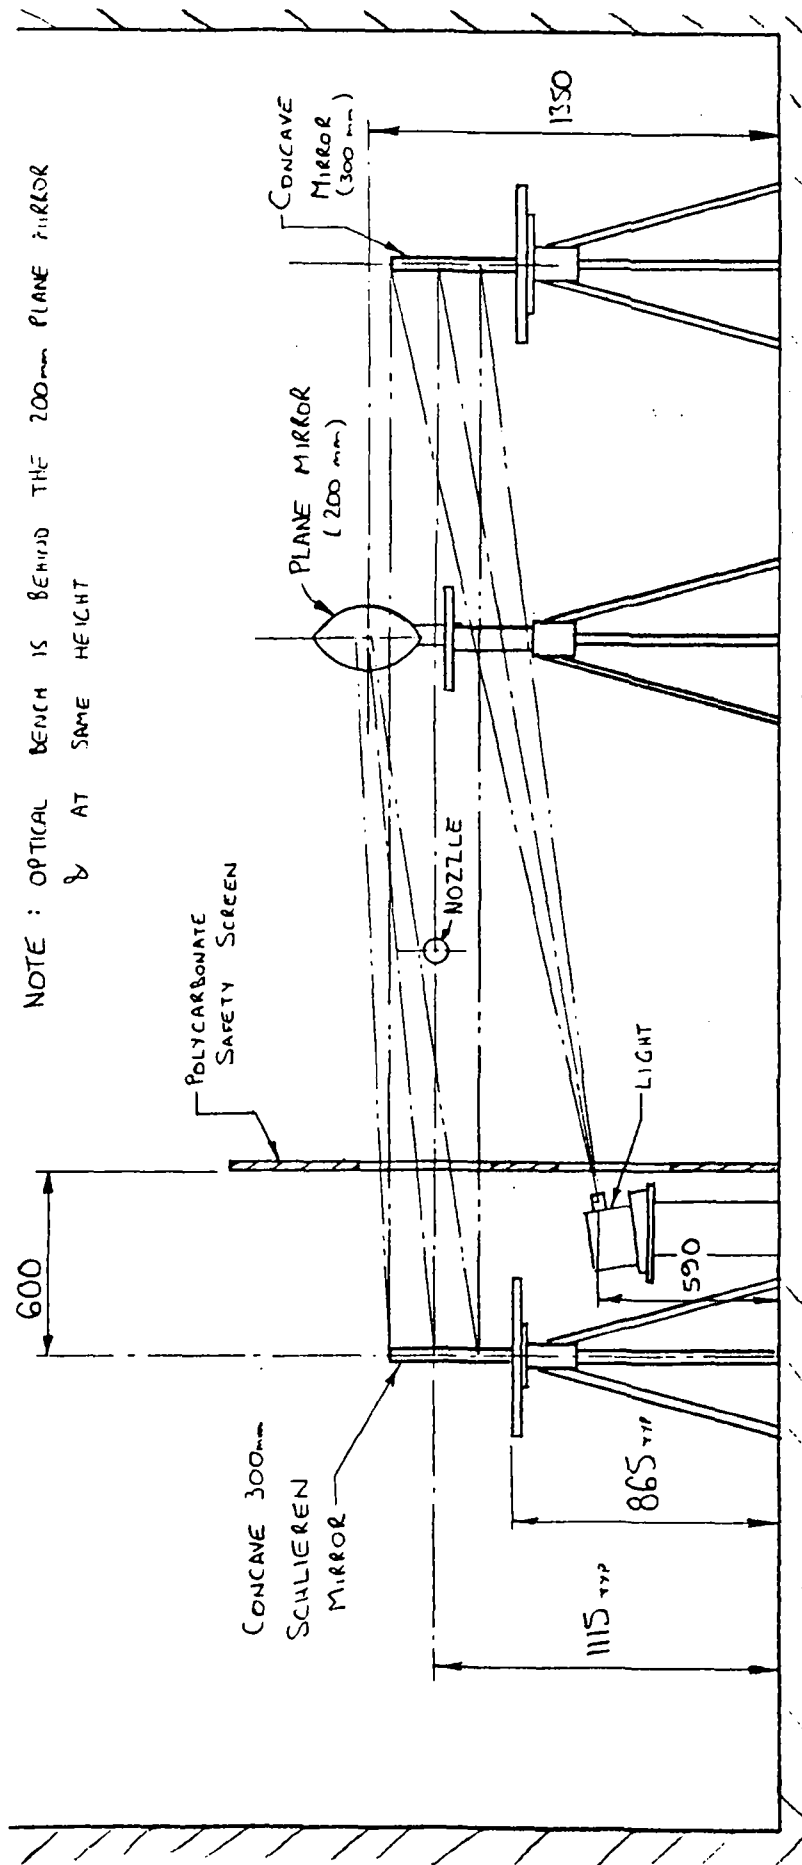 NOTE : OPTICAL BENCH IS BEHIND THE 200mm PLANE MIRROR
& AT SAME HEIGHT
600
POLYCARBONATE
SAFETY SCREEN
PLANE MIRROR
(200 mm)
CONCAVE
MIRROR
(300 mm)
CONCAVE 300mm
SCHLIEREN
MIRROR
NOZZLE
LIGHT
1350
590
865 TYP
1115 TYP